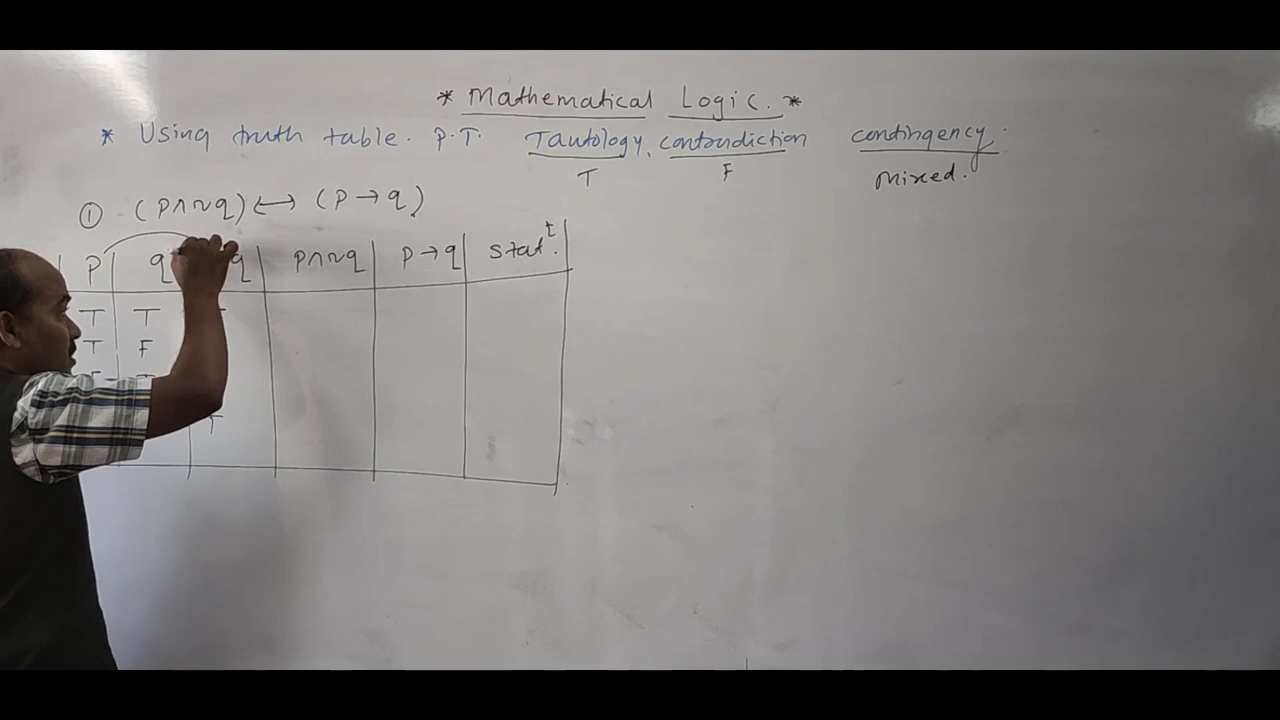 * Mathematical Logic. *
* Using truth table. P.T. Tautology, contradiction contingency.
T F Mixed.
① (p∧~q) ↔ (p→q)
p q q p∧~q p→q statᵗ.
T T
T F
T